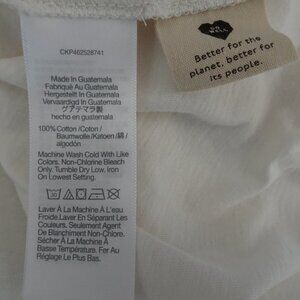 CKP462528741
Made In Guatemala
Fabriqué Au Guatemala
Hergestellt In Guatemala
Vervaardigd In Guatemala
グアテマラ製
hecho en guatemala
100% Cotton /Coton /
Baumwolle/Katoen /綿 /
algodón
Machine Wash Cold With Like
Colors. Non-Chlorine Bleach
Only. Tumble Dry Low. Iron
On Lowest Setting.
Laver À La Machine À L'eau
Froide.Laver En Séparant Les
Couleurs. Seulement Agent
De Blanchiment Non-Chlore.
Sécher À La Machine À
Basse Température. Fer Au
Réglage Le Plus Bas.
DO
WELL
Better for the
planet, better for
its people.